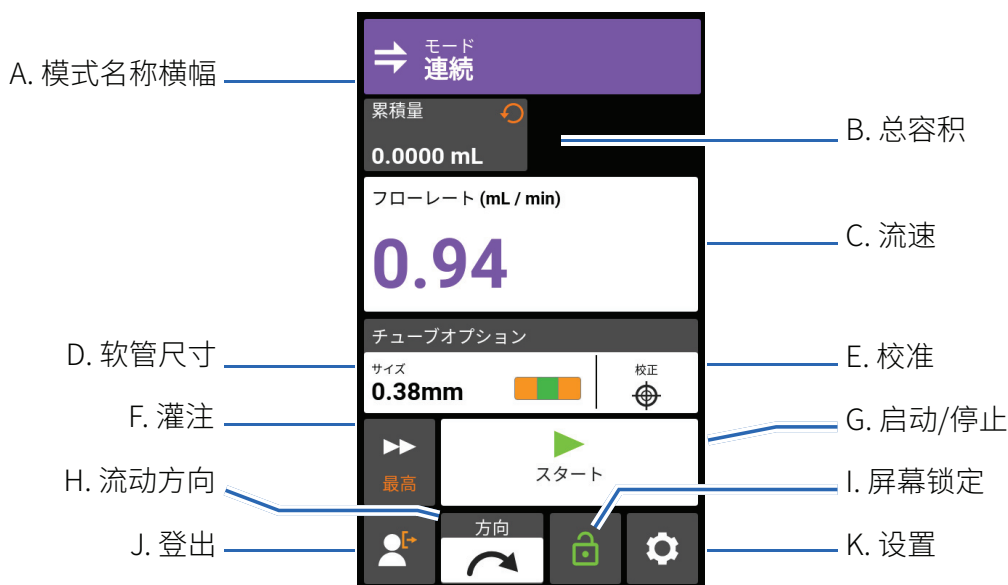 A. 模式名称横幅
モード
連続
累積量
0.0000 mL
B. 总容积
フローレート (mL / min)
0.94
C. 流速
チューブオプション
D. 软管尺寸
サイズ
0.38mm
校正
E. 校准
F. 灌注
最高
スタート
G. 启动/停止
H. 流动方向
方向
I. 屏幕锁定
J. 登出
K. 设置